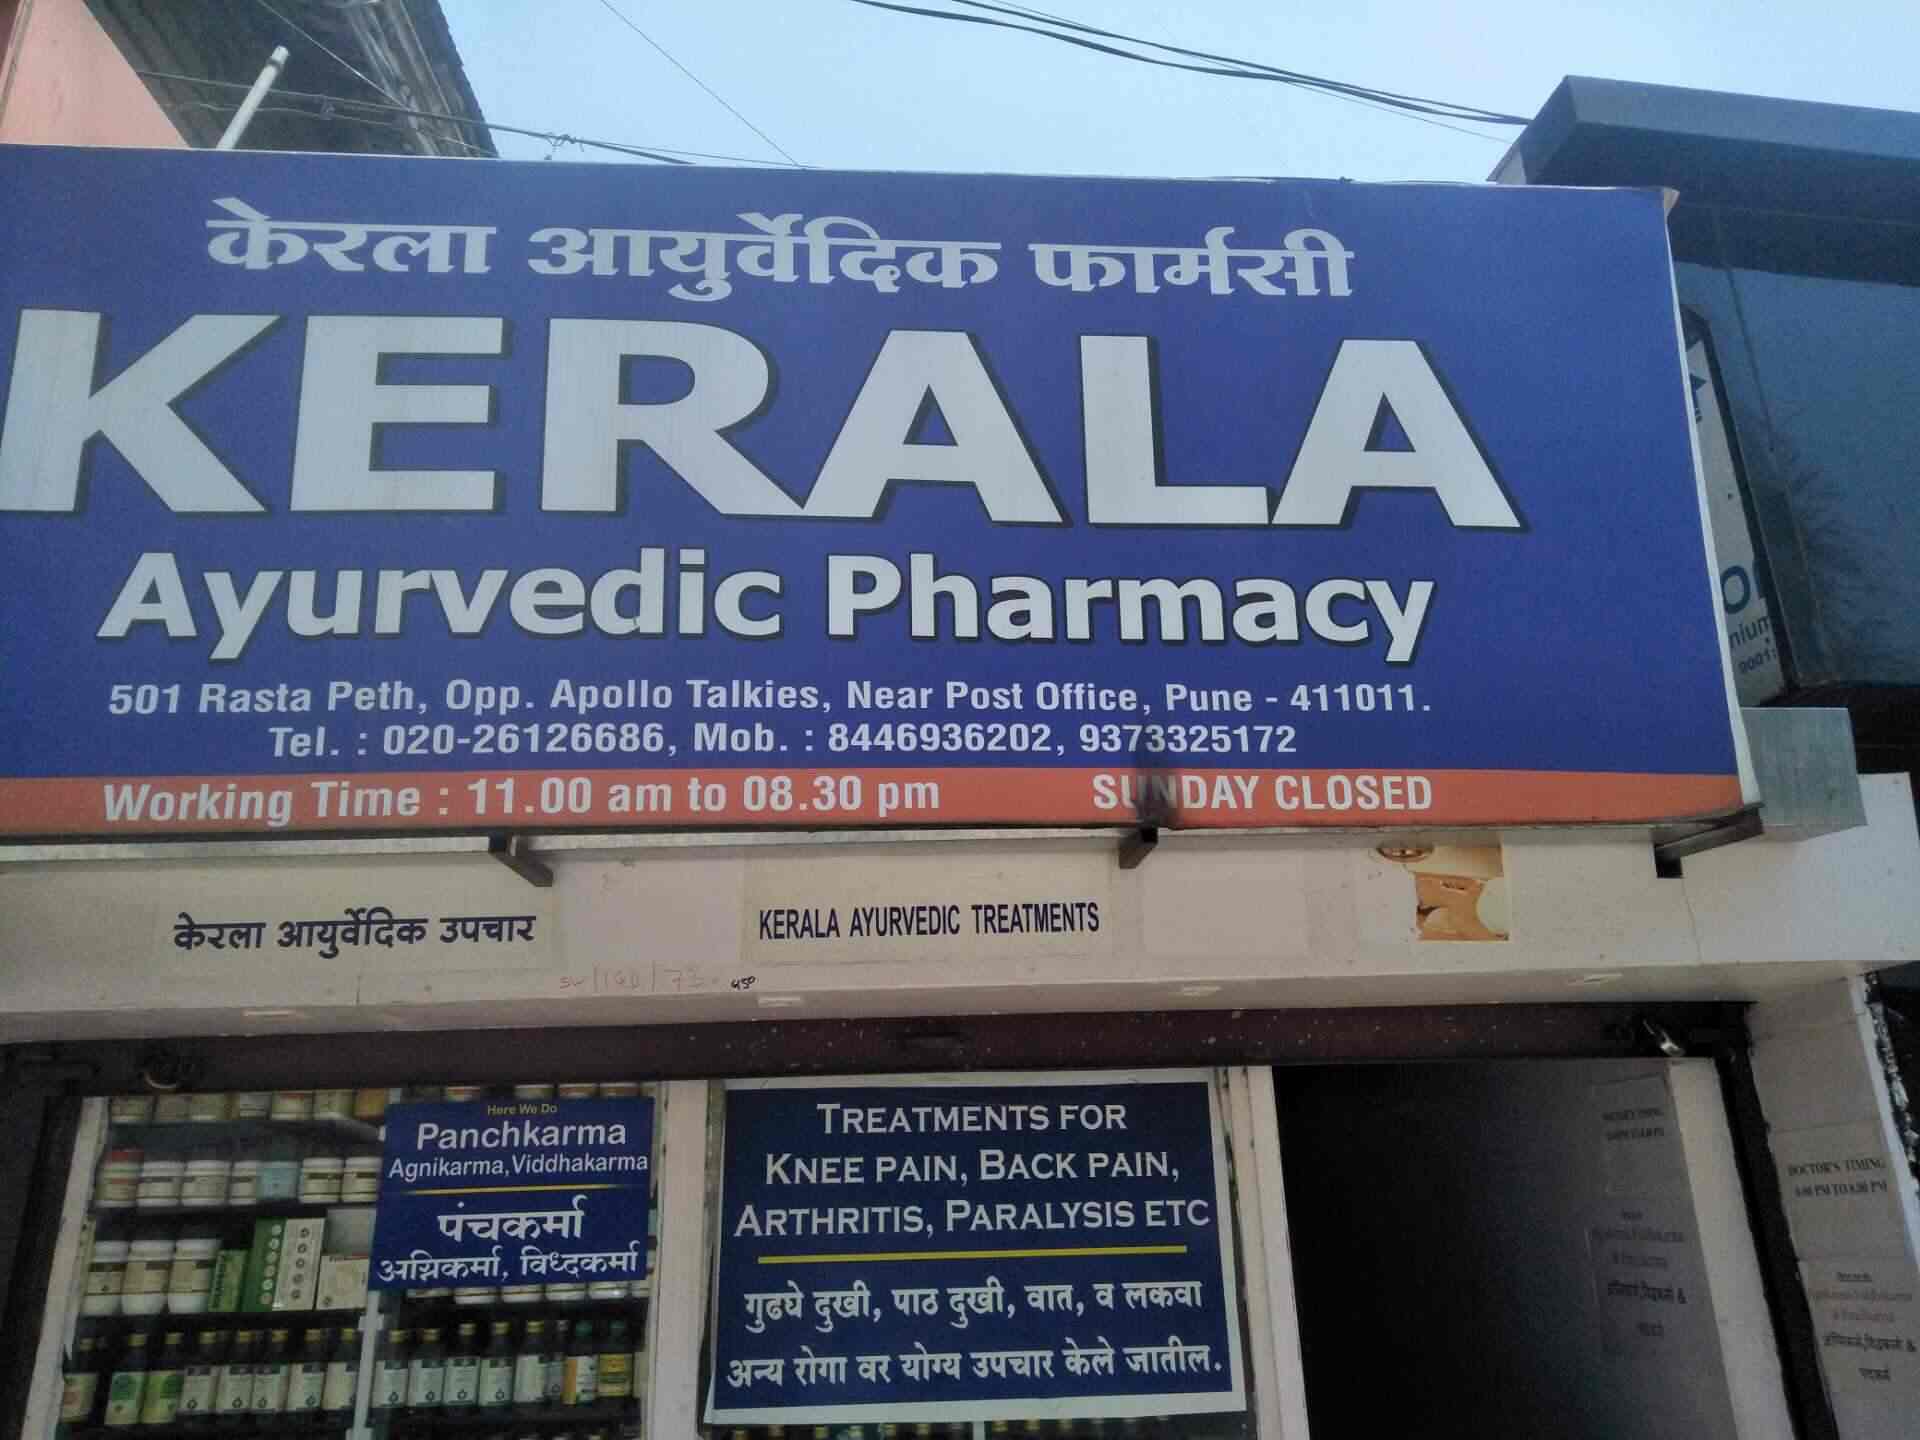 केरला आयुर्वेदिक फार्मसी
KERALA
Ayurvedic Pharmacy
501 Rasta Peth, Opp. Apollo Talkies, Near Post Office, Pune - 411011.
Tel. : 020-26126686, Mob. : 8446936202, 9373325172
Working Time : 11.00 am to 08.30 pm SUNDAY CLOSED
केरला आयुर्वेदिक उपचार
KERALA AYURVEDIC TREATMENTS
Here We Do
Panchkarma
Agnikarma, Viddhakarma
पंचकर्मा
अग्निकर्मा, विध्दकर्मा
TREATMENTS FOR
KNEE PAIN, BACK PAIN,
ARTHRITIS, PARALYSIS ETC
गुढघे दुखी, पाठ दुखी, वात, व लकवा
अन्य रोगा वर योग्य उपचार केले जातील.
DOCTOR'S TIMING